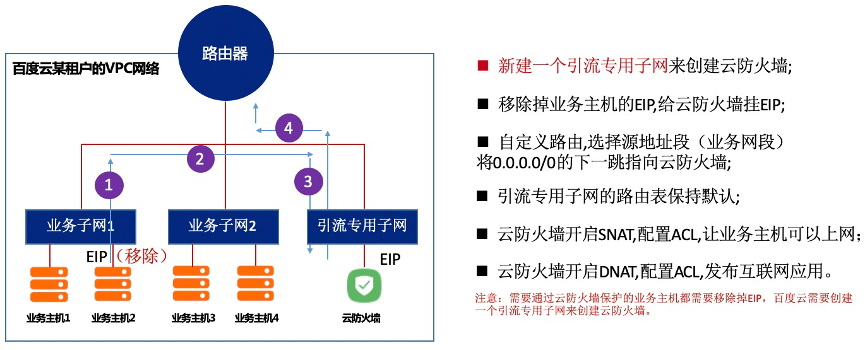 路由器
百度云某租户的VPC网络
4
2
1
3
业务子网1
业务子网2
引流专用子网
EIP（移除）
EIP
业务主机1
业务主机2
业务主机3
业务主机4
云防火墙
■ 新建一个引流专用子网来创建云防火墙;
■ 移除掉业务主机的EIP,给云防火墙挂EIP;
■ 自定义路由,选择源地址段（业务网段）
将0.0.0.0/0的下一跳指向云防火墙;
■ 引流专用子网的路由表保持默认;
■ 云防火墙开启SNAT,配置ACL,让业务主机可以上网；
■ 云防火墙开启DNAT,配置ACL,发布互联网应用。
注意：需要通过云防火墙保护的业务主机都需要移除掉EIP，百度云需要创建
一个引流专用子网来创建云防火墙。